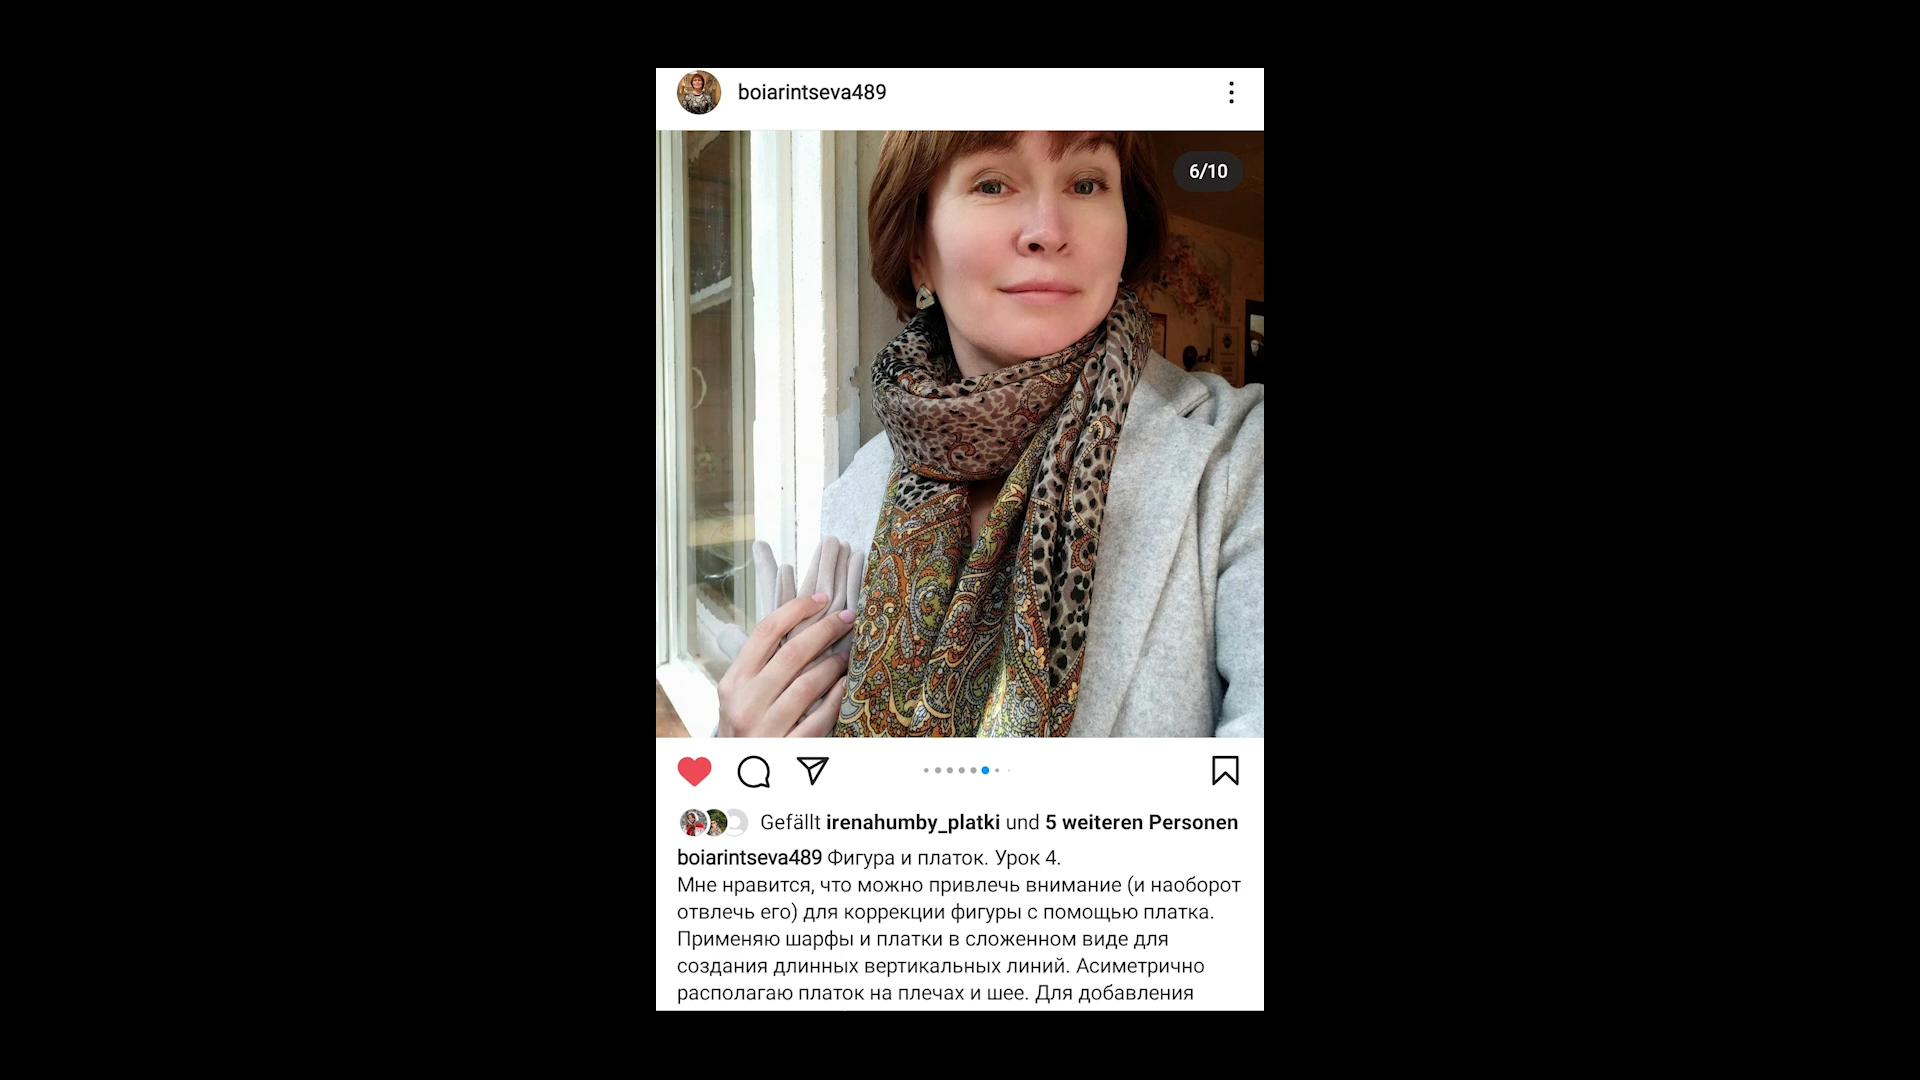 boiarintseva489
6/10
Gefällt irenahumby_platki und 5 weiteren Personen
boiarintseva489 Фигура и платок. Урок 4.
Мне нравится, что можно привлечь внимание (и наоборот
отвлечь его) для коррекции фигуры с помощью платка.
Применяю шарфы и платки в сложенном виде для
создания длинных вертикальных линий. Асиметрично
располагаю платок на плечах и шее. Для добавления